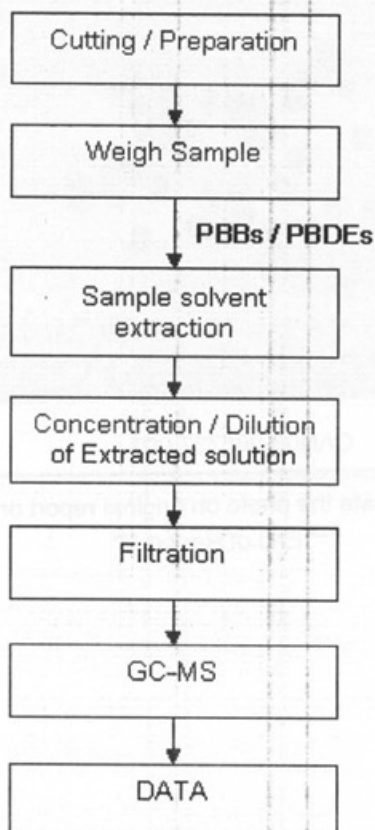 Cutting / Preparation
Weigh Sample
PBBs / PBDEs
Sample solvent
extraction
Concentration / Dilution
of Extracted solution
Filtration
GC-MS
DATA